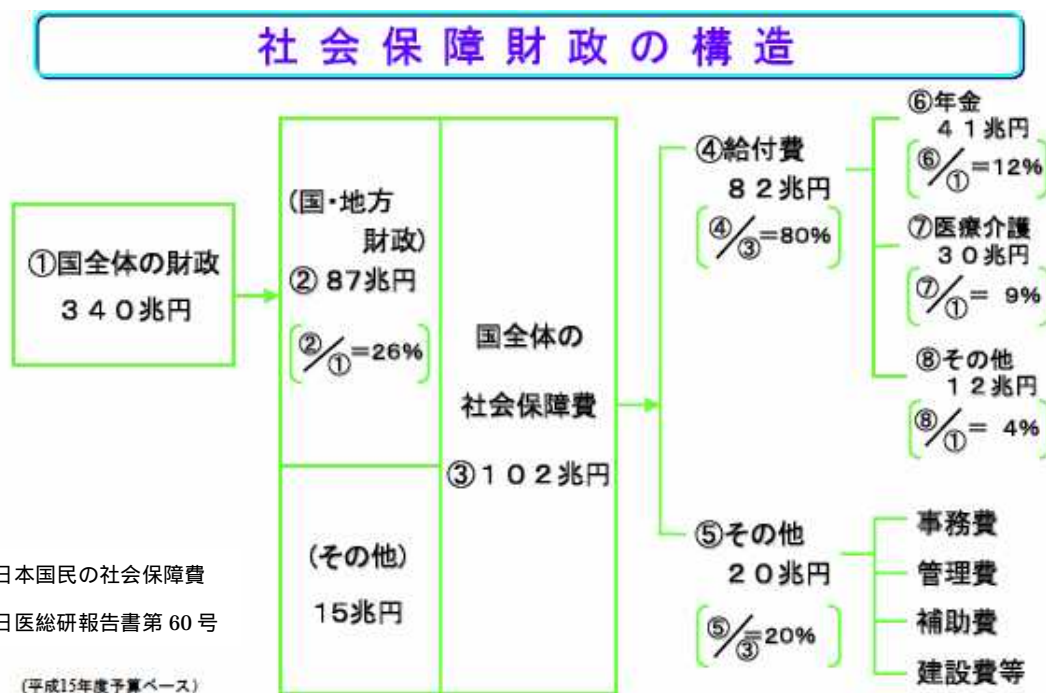 社会保障財政の構造
①国全体の財政
340兆円
(国・地方
財政)
②87兆円
②/①=26%
(その他)
15兆円
国全体の
社会保障費
③102兆円
④給付費
82兆円
④/③=80%
⑤その他
20兆円
⑤/③=20%
⑥年金
41兆円
⑥/①=12%
⑦医療介護
30兆円
⑦/①= 9%
⑧その他
12兆円
⑧/①= 4%
事務費
管理費
補助費
建設費等
日本国民の社会保障費
日医総研報告書第 60 号
(平成15年度予算ベース)